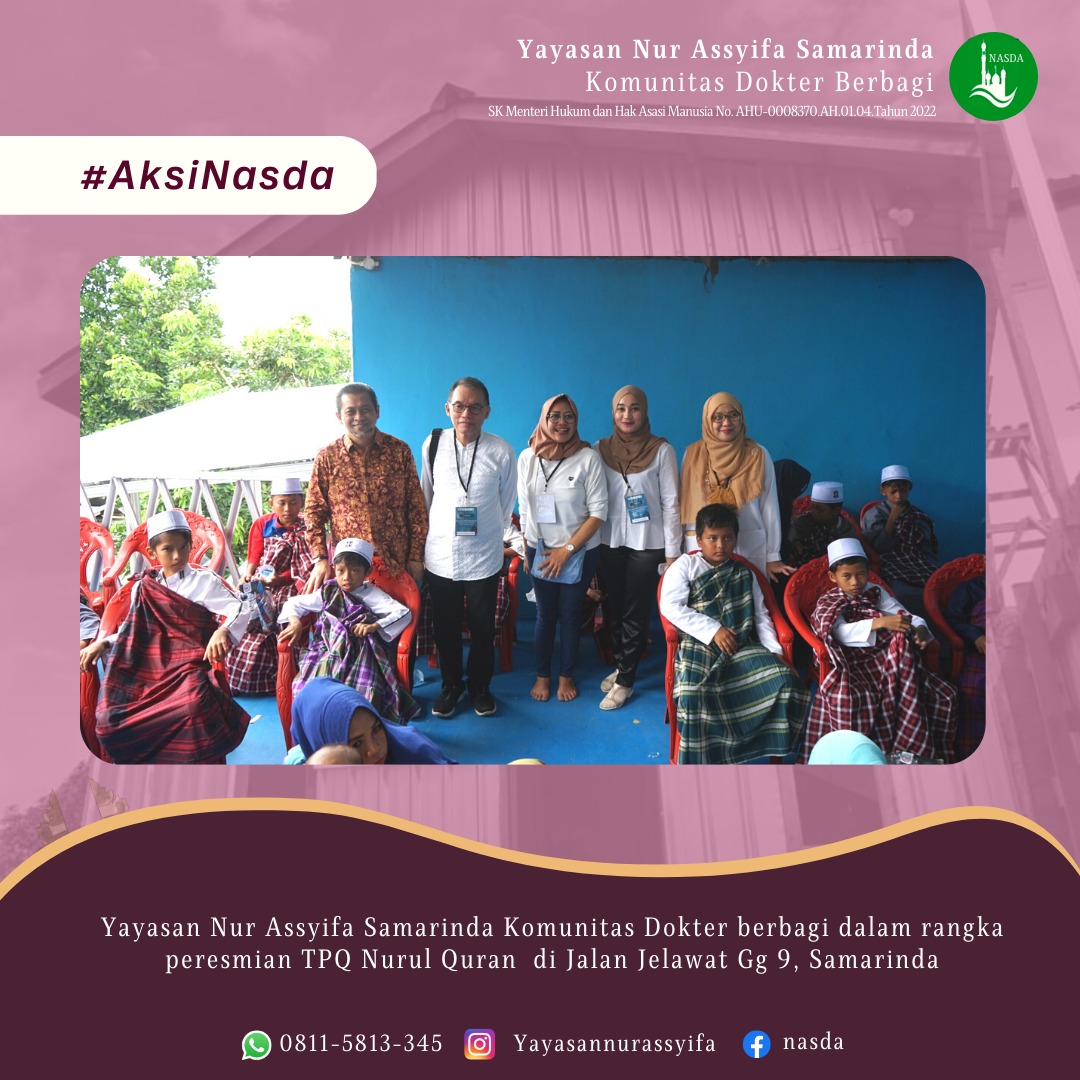 Yayasan Nur Assyifa Samarinda
Komunitas Dokter Berbagi
SK Menteri Hukum dan Hak Asasi Manusia No. AHU-0008370.AH.01.04.Tahun 2022
NASDA
#AksiNasda
Yayasan Nur Assyifa Samarinda Komunitas Dokter berbagi dalam rangka
peresmian TPQ Nurul Quran di Jalan Jelawat Gg 9, Samarinda
0811-5813-345 Yayasannurassyifa nasda